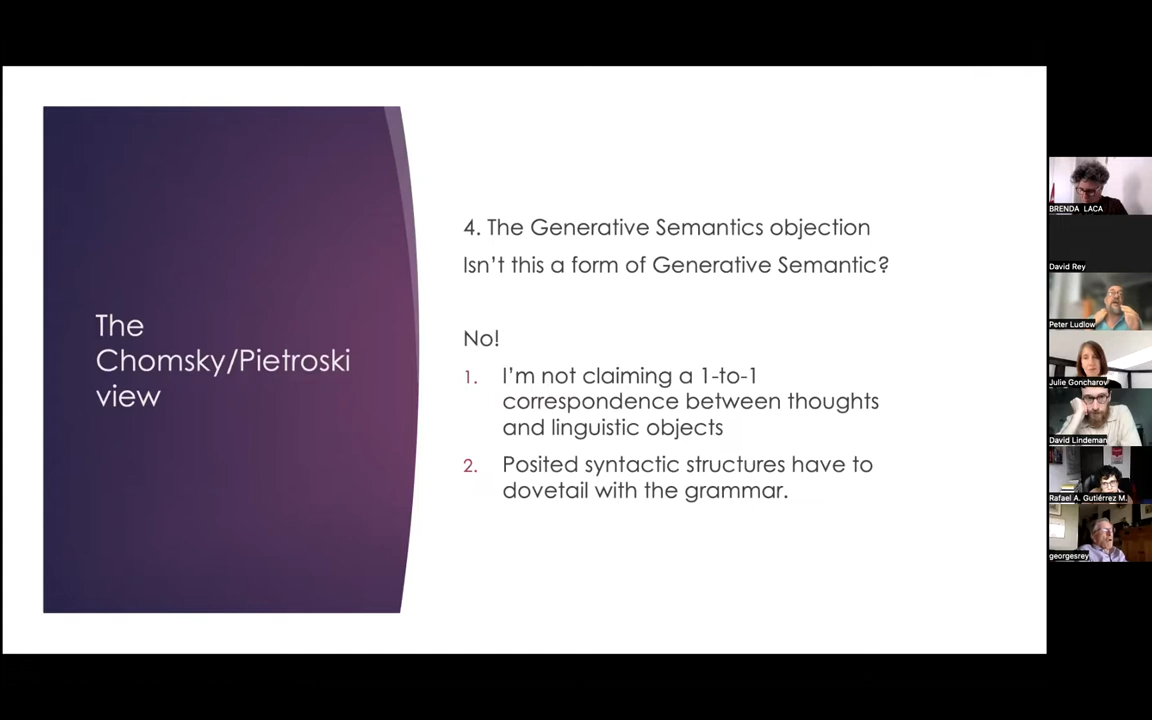 The
Chomsky/Pietroski
view
4. The Generative Semantics objection
Isn't this a form of Generative Semantic?
No!
1. I'm not claiming a 1-to-1
correspondence between thoughts
and linguistic objects
2. Posited syntactic structures have to
dovetail with the grammar.
BRENDA LACA
David Rey
Peter Ludlow
Julie Goncharov
David Lindeman
Rafael A. Gutiérrez M.
georgesrey